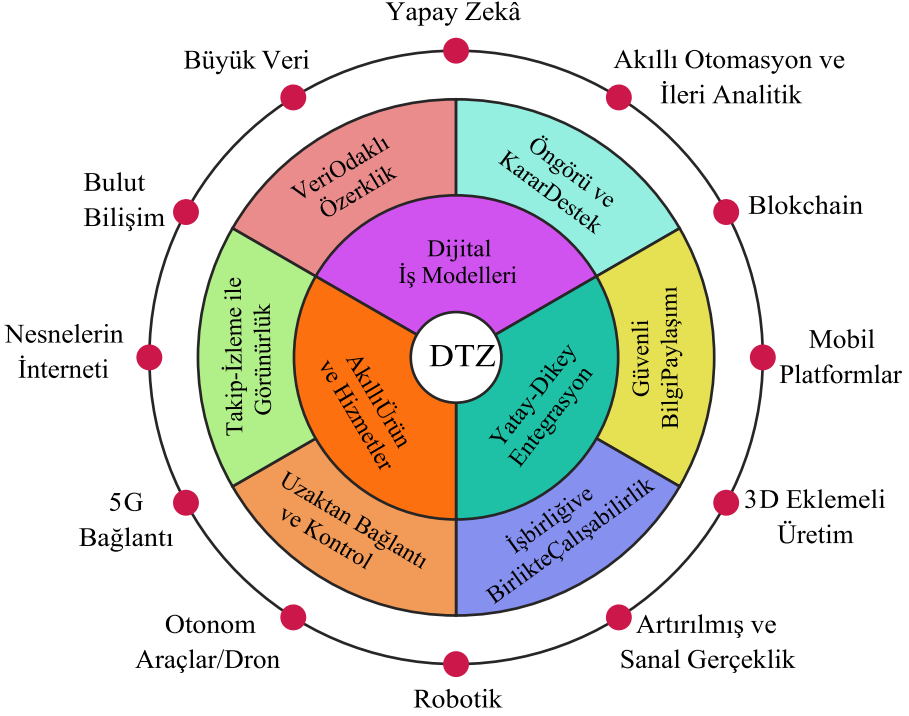 Yapay Zekâ
Büyük Veri
Akıllı Otomasyon ve
İleri Analitik
Bulut
Bilişim
Blokchain
Nesnelerin
İnterneti
Mobil
Platformlar
5G
Bağlantı
3D Eklemeli
Üretim
Otonom
Araçlar/Dron
Artırılmış ve
Sanal Gerçeklik
Robotik
VeriOdaklı
Özerklik
Öngörü ve
KararDestek
Takip-İzleme ile
Görünürlük
Güvenli
BilgiPaylaşımı
Uzaktan Bağlantı
ve Kontrol
İşbirliğive
BirlikteÇalışabilirlik
Dijital
İş Modelleri
AkıllıÜrün
ve Hizmetler
Yatay-Dikey
Entegrasyon
DTZ